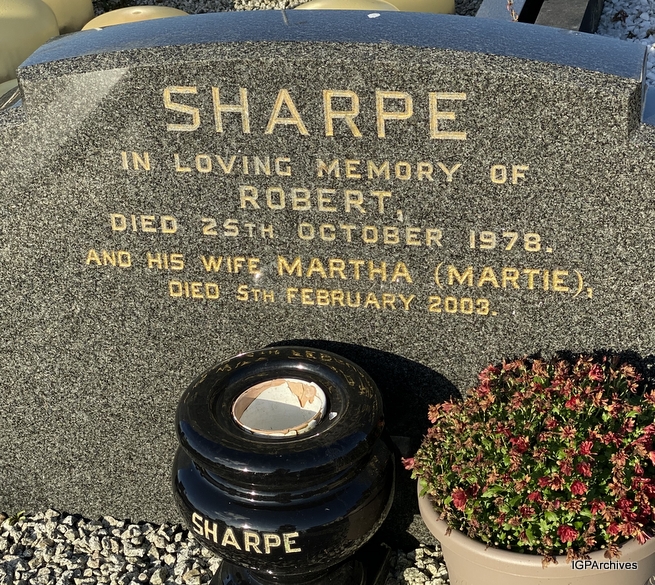 SHARPE
IN LOVING MEMORY OF
ROBERT,
DIED 25TH OCTOBER 1978.
AND HIS WIFE MARTHA (MARTIE),
DIED 5TH FEBRUARY 2003.
SHARPE
IGPArchives